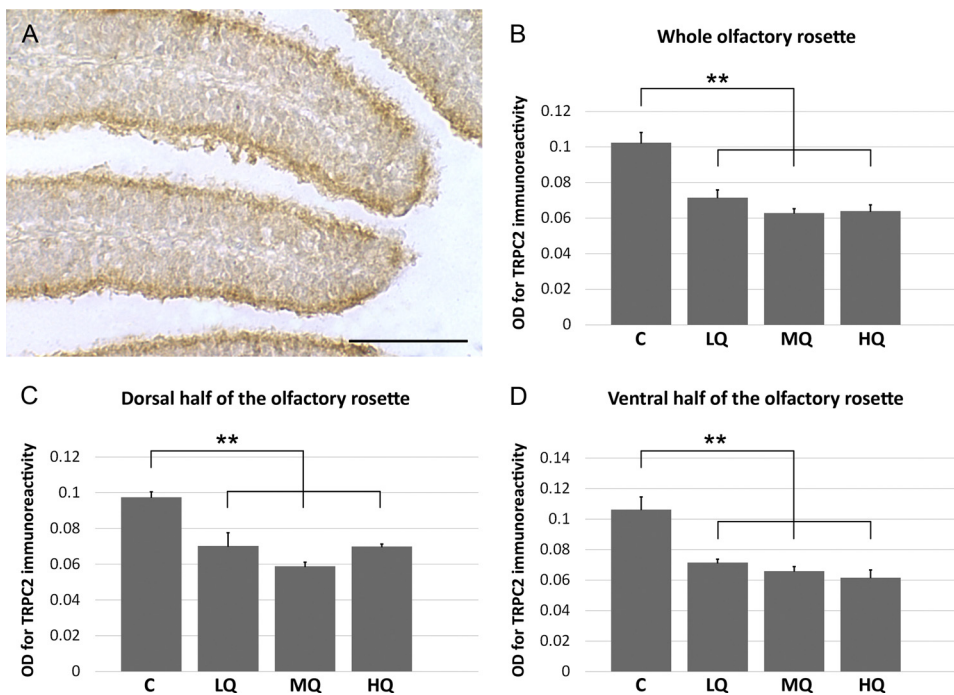 A
B
Whole olfactory rosette
OD for TRPC2 immunoreactivity
0.12
0.1
0.08
0.06
0.04
0.02
0
**
C LQ MQ HQ
C
Dorsal half of the olfactory rosette
OD for TRPC2 immunoreactivity
0.12
0.1
0.08
0.06
0.04
0.02
0
**
C LQ MQ HQ
D
Ventral half of the olfactory rosette
OD for TRPC2 immunoreactivity
0.14
0.12
0.1
0.08
0.06
0.04
0.02
0
**
C LQ MQ HQ